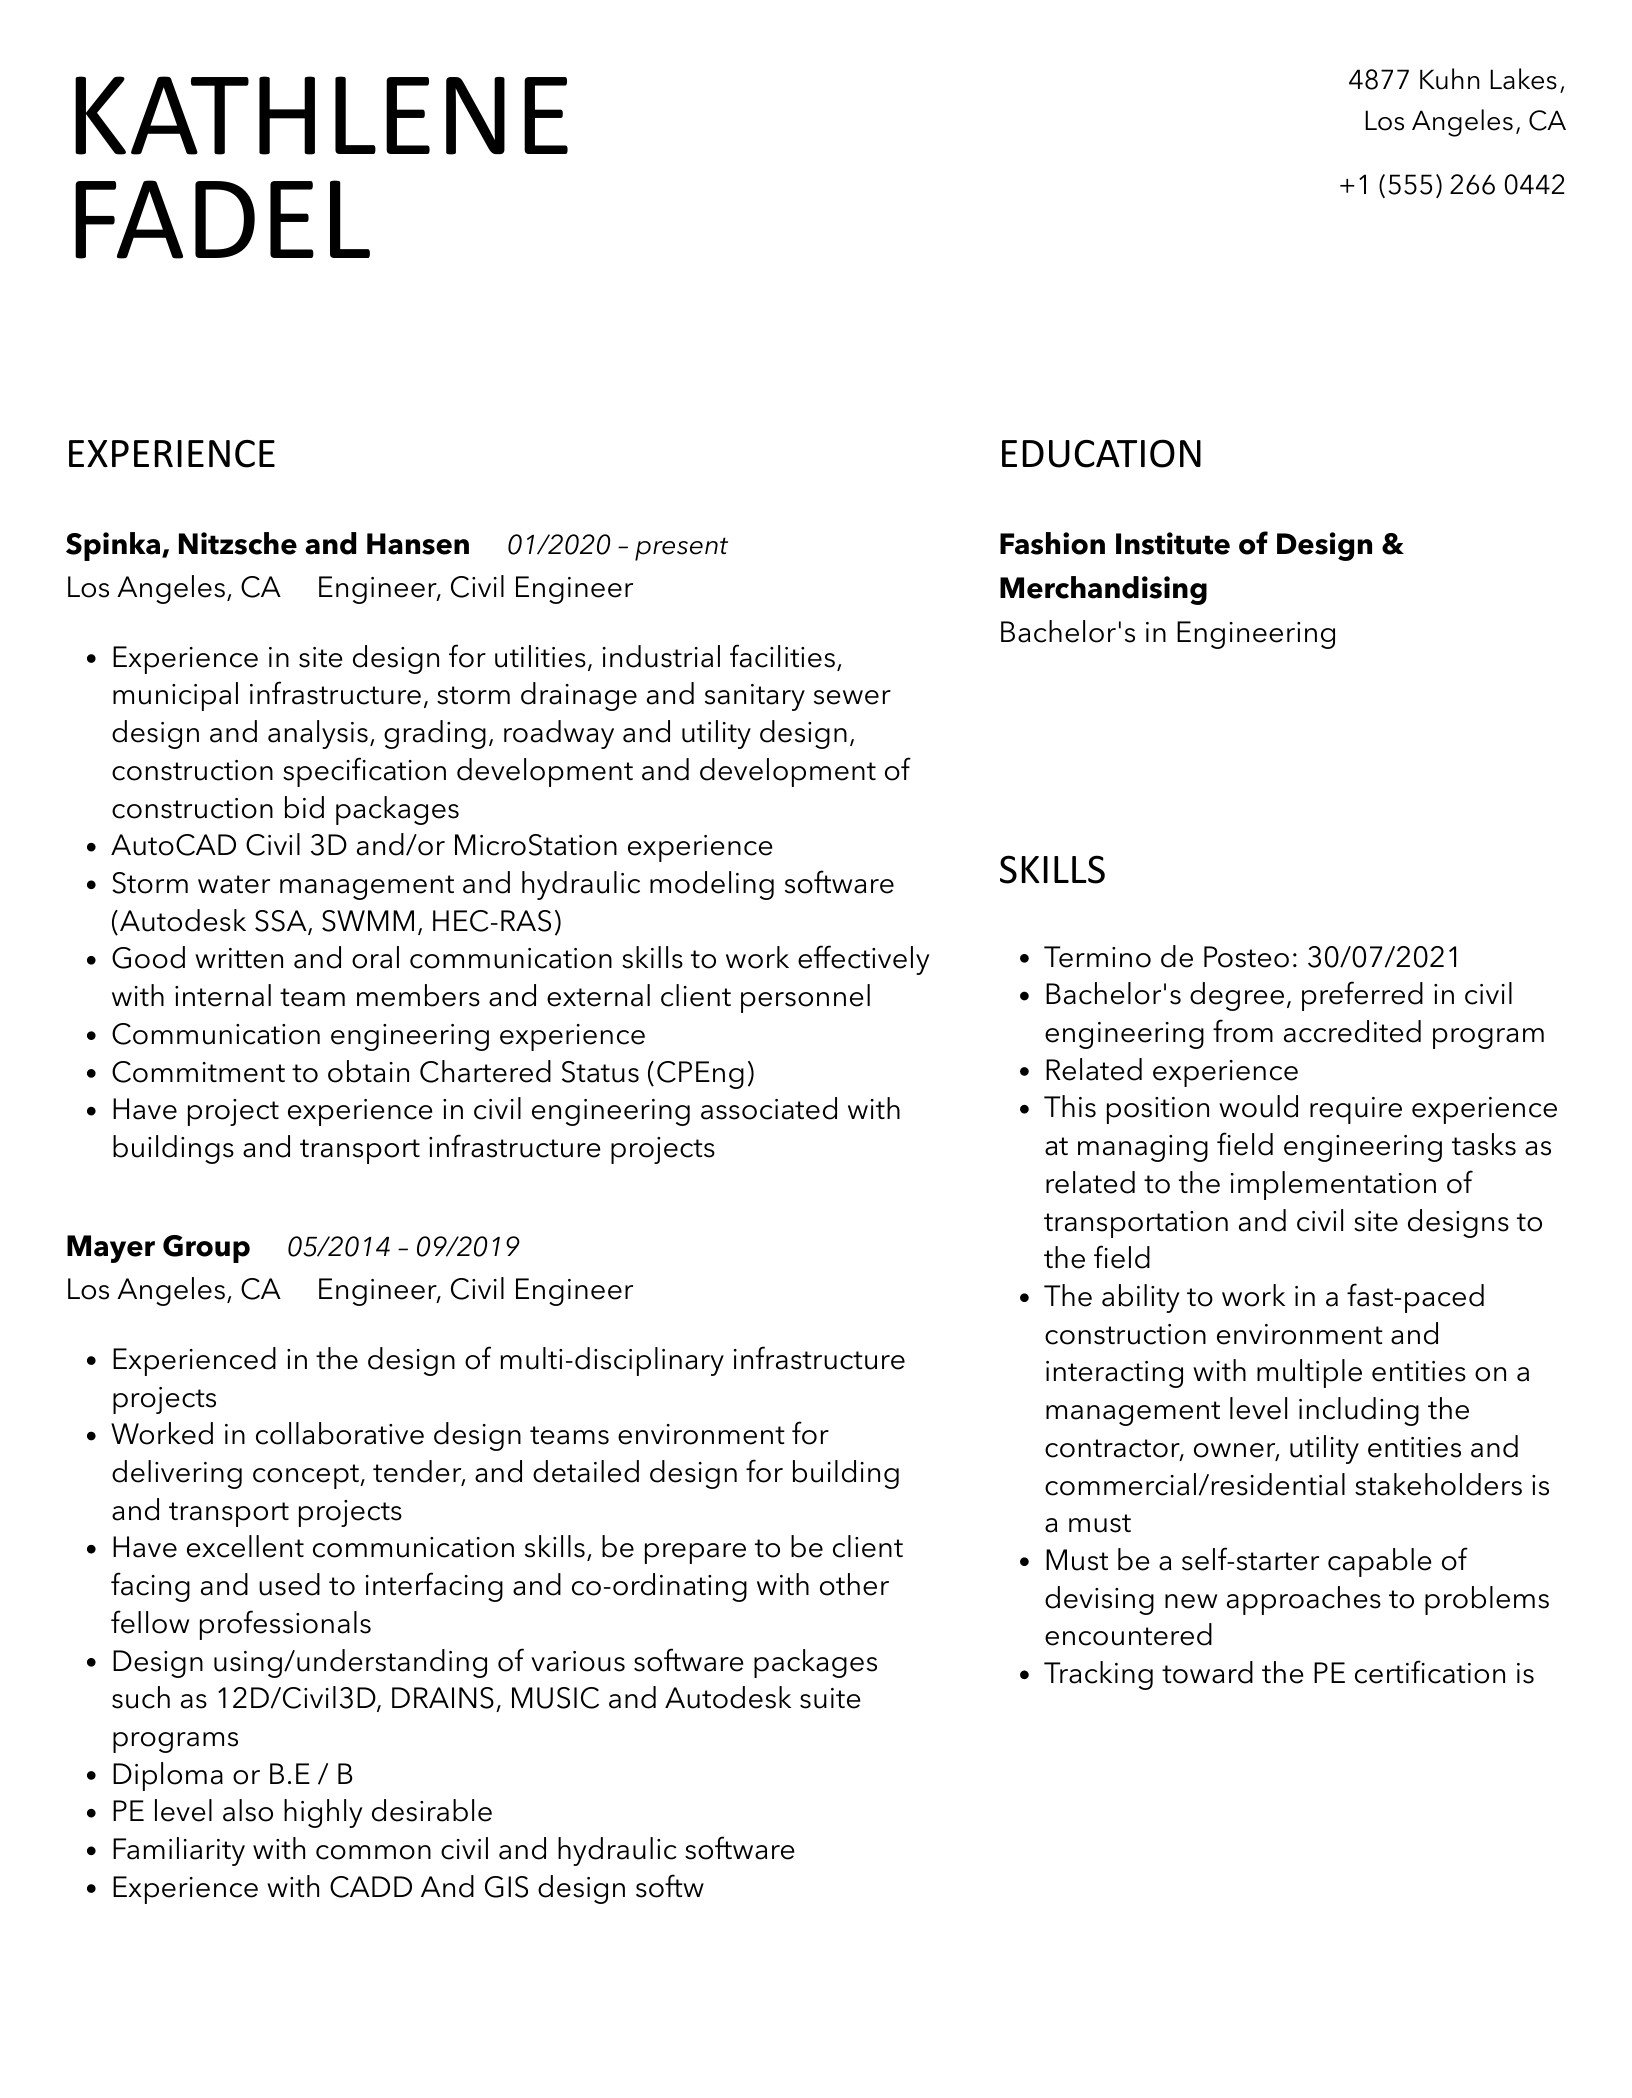 KATHLENE
FADEL
4877 Kuhn Lakes,
Los Angeles, CA
+1 (555) 266 0442
EXPERIENCE
Spinka, Nitzsche and Hansen 01/2020 – present
Los Angeles, CA Engineer, Civil Engineer
• Experience in site design for utilities, industrial facilities,
municipal infrastructure, storm drainage and sanitary sewer
design and analysis, grading, roadway and utility design,
construction specification development and development of
construction bid packages
• AutoCAD Civil 3D and/or MicroStation experience
• Storm water management and hydraulic modeling software
(Autodesk SSA, SWMM, HEC-RAS)
• Good written and oral communication skills to work effectively
with internal team members and external client personnel
• Communication engineering experience
• Commitment to obtain Chartered Status (CPEng)
• Have project experience in civil engineering associated with
buildings and transport infrastructure projects
Mayer Group 05/2014 – 09/2019
Los Angeles, CA Engineer, Civil Engineer
• Experienced in the design of multi-disciplinary infrastructure
projects
• Worked in collaborative design teams environment for
delivering concept, tender, and detailed design for building
and transport projects
• Have excellent communication skills, be prepare to be client
facing and used to interfacing and co-ordinating with other
fellow professionals
• Design using/understanding of various software packages
such as 12D/Civil3D, DRAINS, MUSIC and Autodesk suite
programs
• Diploma or B.E / B
• PE level also highly desirable
• Familiarity with common civil and hydraulic software
• Experience with CADD And GIS design softw
EDUCATION
Fashion Institute of Design &
Merchandising
Bachelor's in Engineering
SKILLS
• Termino de Posteo: 30/07/2021
• Bachelor's degree, preferred in civil
engineering from accredited program
• Related experience
• This position would require experience
at managing field engineering tasks as
related to the implementation of
transportation and civil site designs to
the field
• The ability to work in a fast-paced
construction environment and
interacting with multiple entities on a
management level including the
contractor, owner, utility entities and
commercial/residential stakeholders is
a must
• Must be a self-starter capable of
devising new approaches to problems
encountered
• Tracking toward the PE certification is